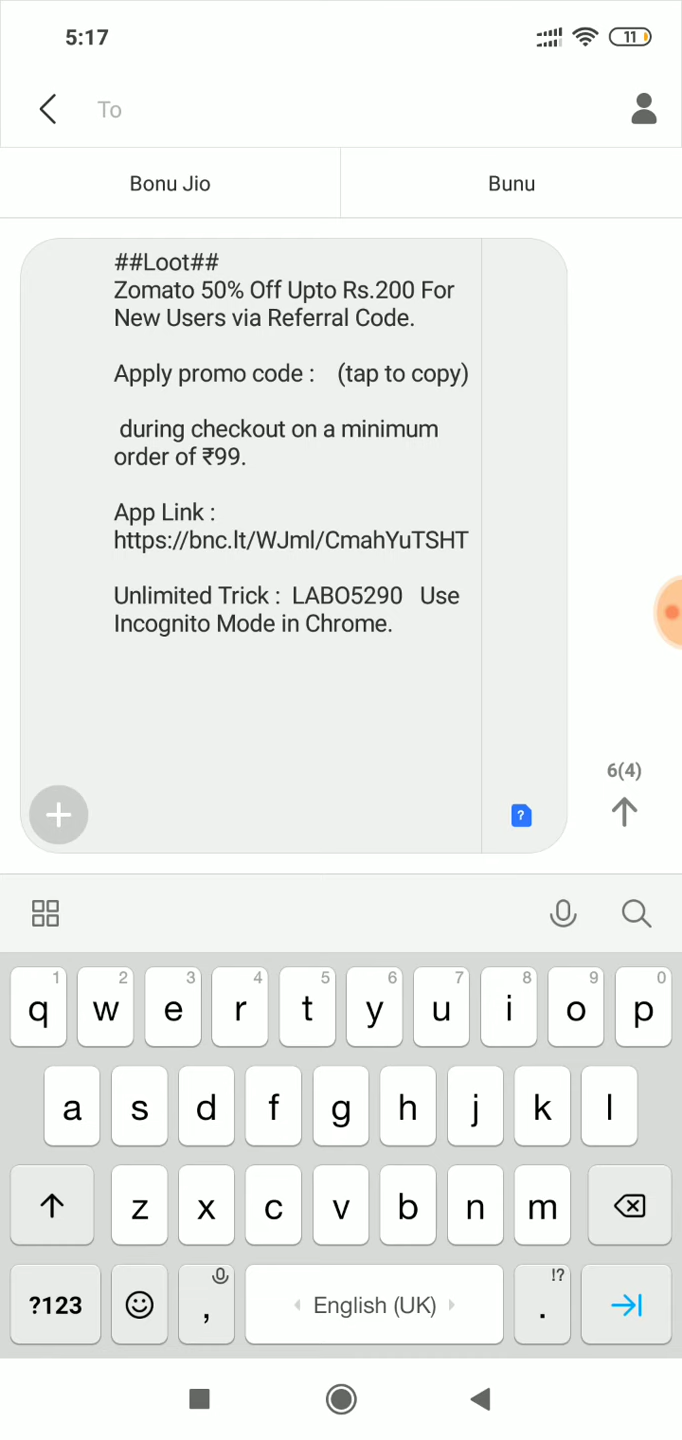 5:17
11
To
Bonu Jio
Bunu
##Loot##
Zomato 50% Off Upto Rs.200 For
New Users via Referral Code.
Apply promo code :    (tap to copy)
during checkout on a minimum
order of ₹99.
App Link :
https://bnc.lt/WJml/CmahYuTSHT
Unlimited Trick :  LABO5290   Use
Incognito Mode in Chrome.
6(4)
?
1 2 3 4 5 6 7 8 9 0
q w e r t y u i o p
a s d f g h j k l
z x c v b n m
!?
?123 , English (UK) .